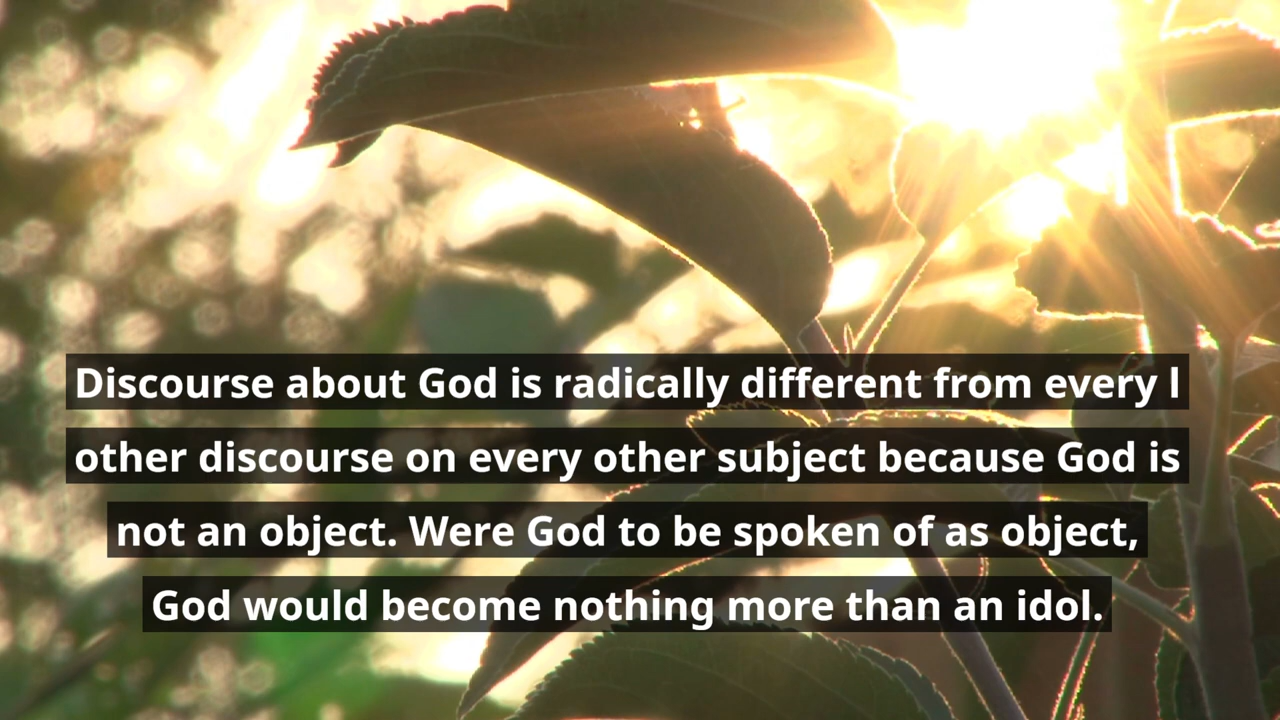 Discourse about God is radically different from every l
other discourse on every other subject because God is
not an object. Were God to be spoken of as object,
God would become nothing more than an idol.